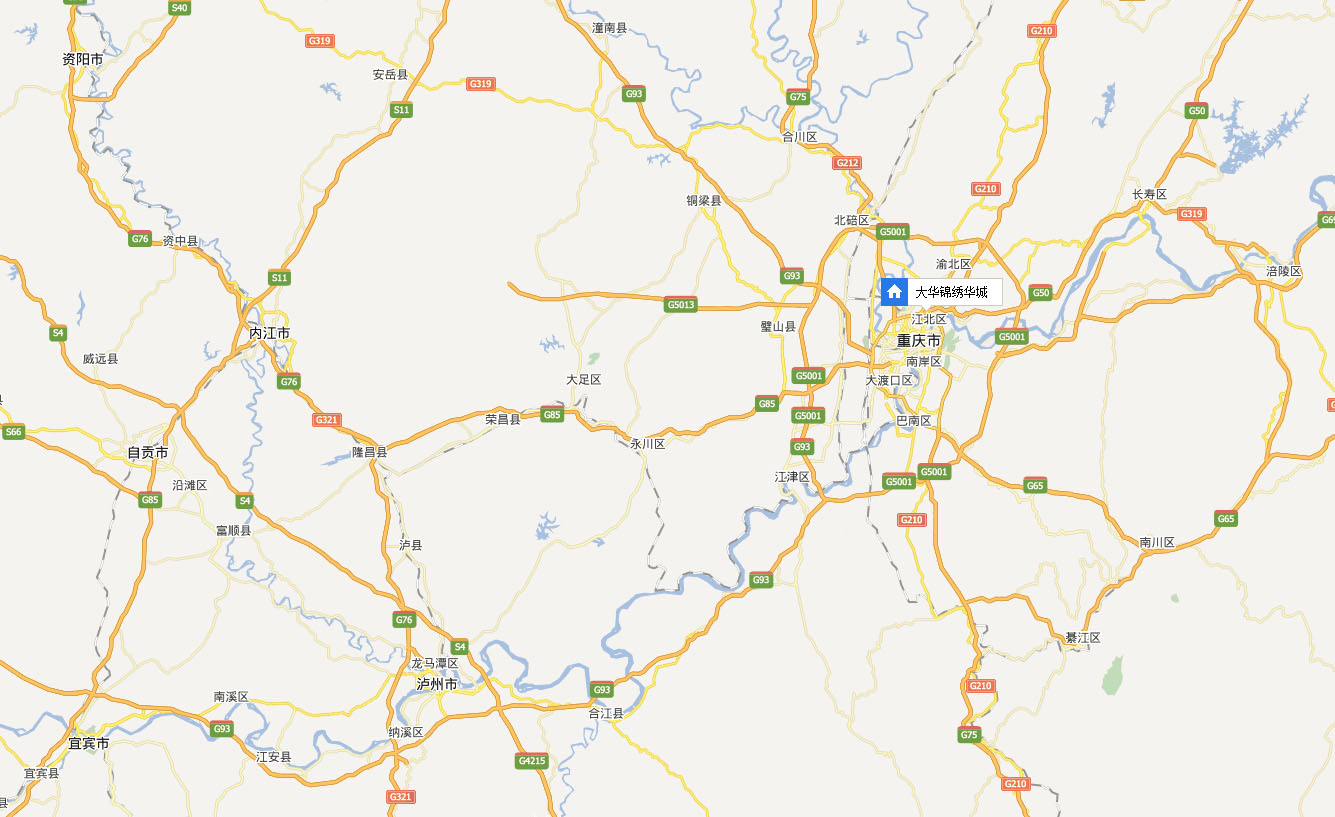 S40
G319
潼南县
G210
资阳市
安岳县
G319
G93
G75
S11
G50
合川区
G212
G210
长寿区
铜梁县
G319
北碚区
G5001
G76
资中县
渝北区
涪陵区
S11
G93
大华锦绣华城
G50
G5013
江北区
璧山县
S4
内江市
重庆市
G5001
威远县
南岸区
G76
大足区
G5001
大渡口区
G85
G85
G5001
荣昌县
G321
巴南区
S66
永川区
G93
自贡市
隆昌县
G5001
江津区
G5001
沿滩区
G65
G85
S4
G210
G65
富顺县
泸县
南川区
G93
G76
綦江区
S4
龙马潭区
泸州市
G210
G93
南溪区
合江县
G93
纳溪区
G75
宜宾市
江安县
G4215
宜宾县
G210
G321